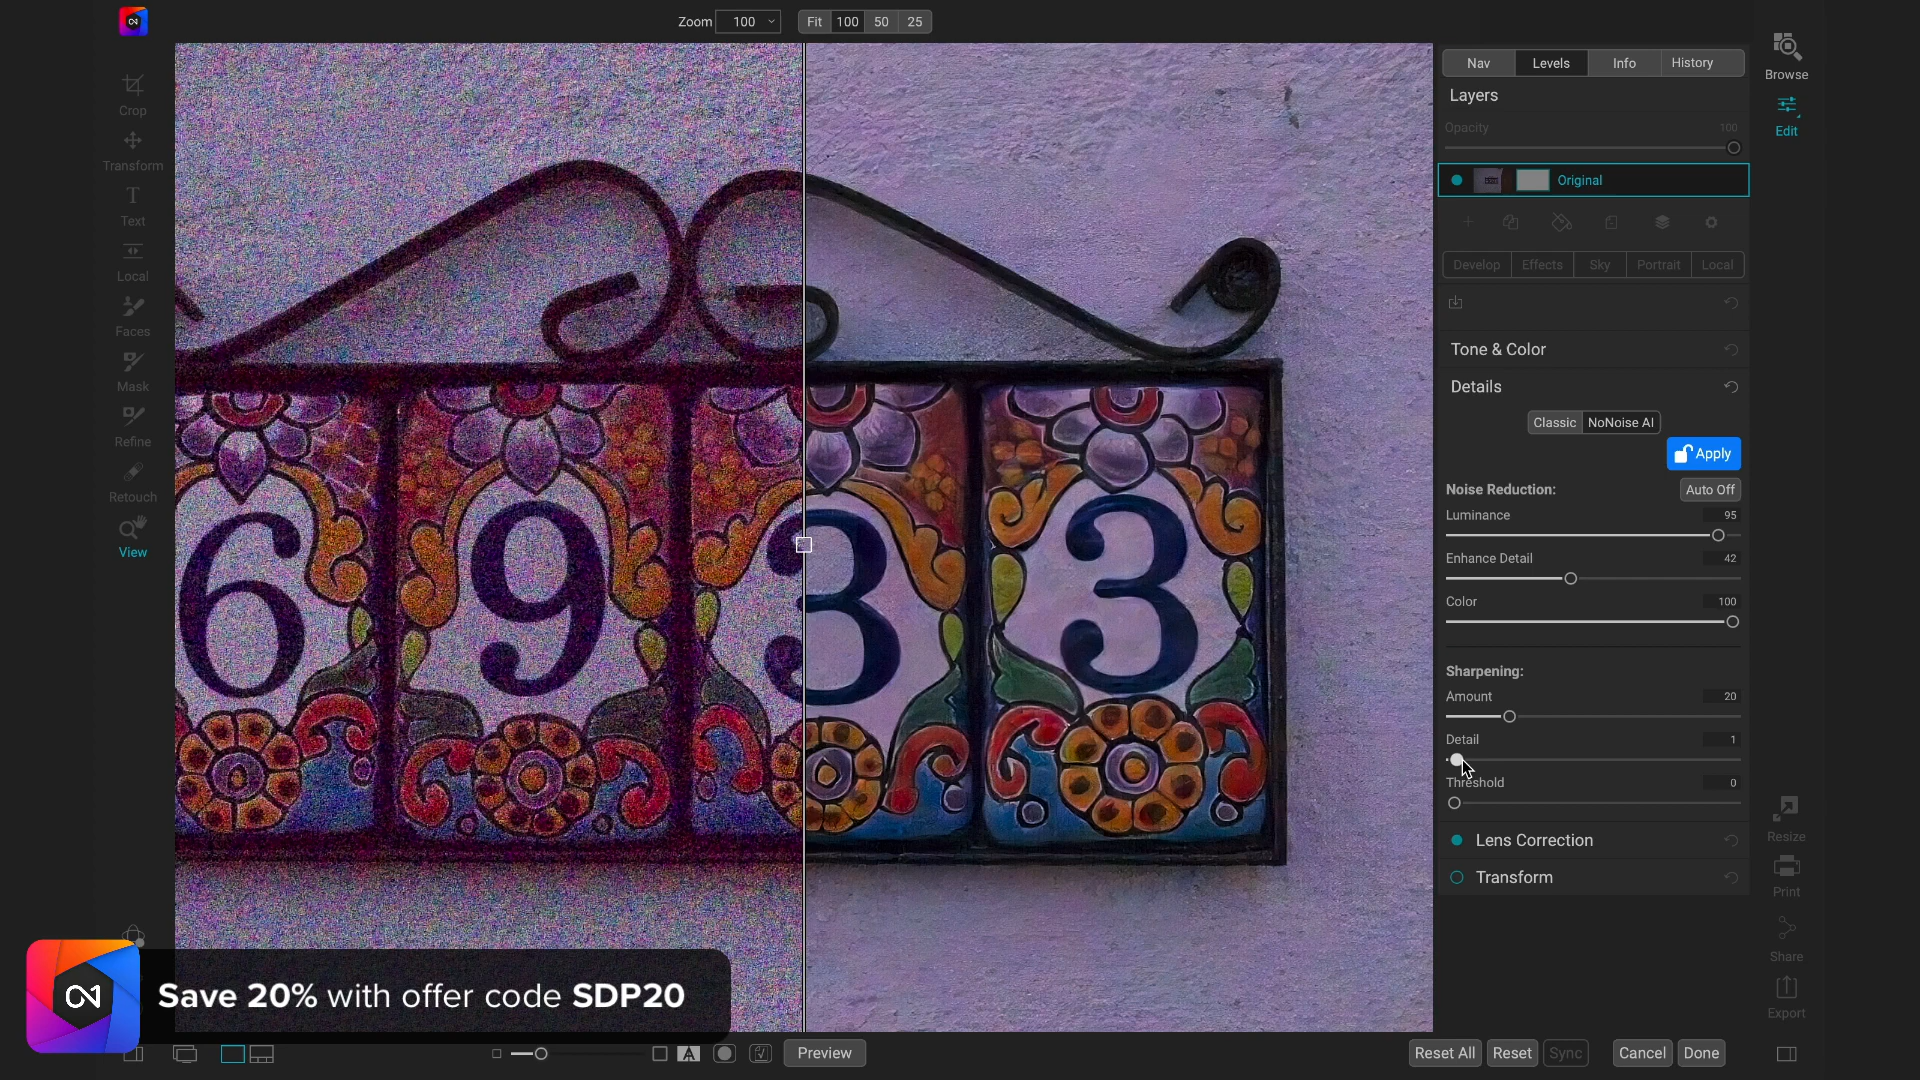 Zoom 100 Fit 100 50 25
Crop
Transform
Text
Local
Faces
Mask
Refine
Retouch
View
6 9 3 3
Nav Levels Info History
Layers
Opacity 100
Original
Develop Effects Sky Portrait Local
Tone & Color
Details
Classic NoNoise AI
Apply
Noise Reduction: Auto Off
Luminance 95
Enhance Detail 42
Color 100
Sharpening:
Amount 20
Detail 1
Threshold 0
Lens Correction
Transform
Browse
Edit
Resize
Print
Share
Export
Save 20% with offer code SDP20
A Preview
Reset All Reset Sync Cancel Done